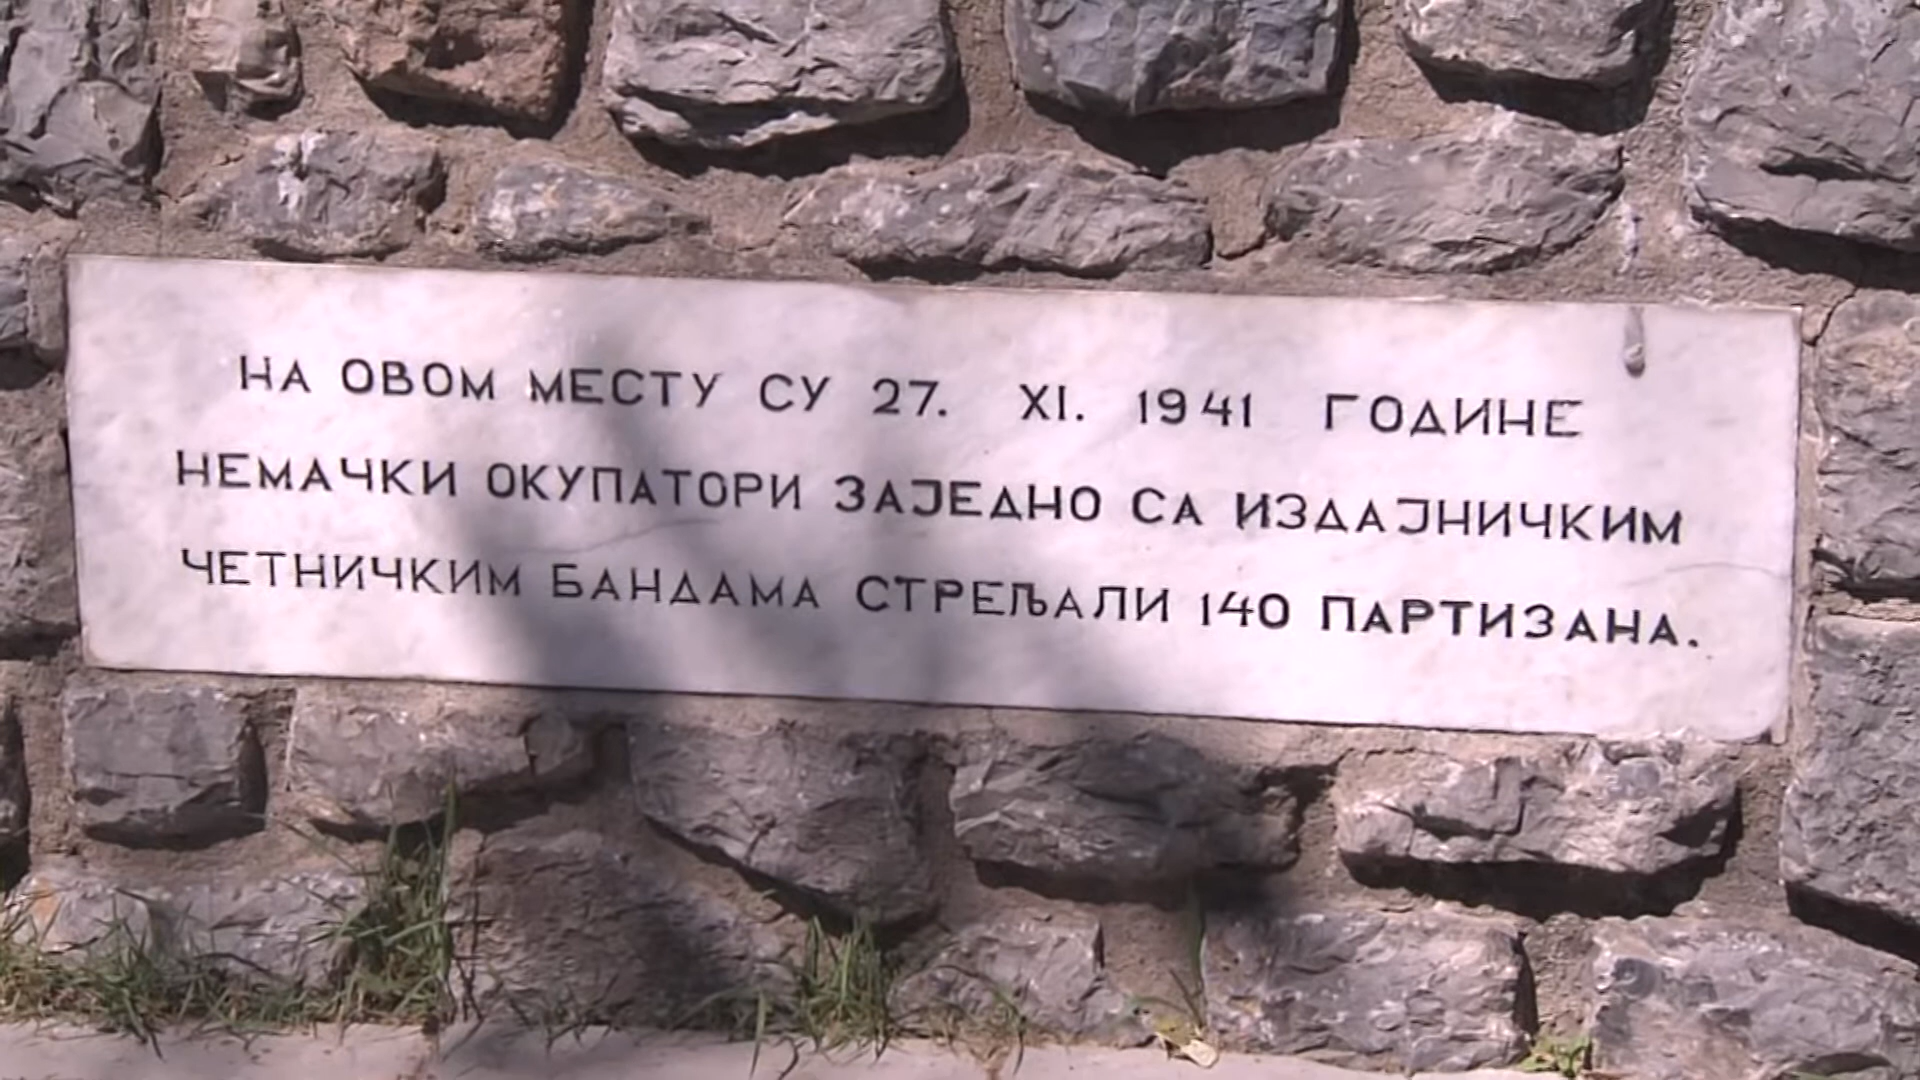 НА ОВОМ МЕСТУ СУ 27. XI. 1941 ГОДИНЕ
НЕМАЧКИ ОКУПАТОРИ ЗАЈЕДНО СА ИЗДАЈНИЧКИМ
ЧЕТНИЧКИМ БАНДАМА СТРЕЉАЛИ 140 ПАРТИЗАНА.